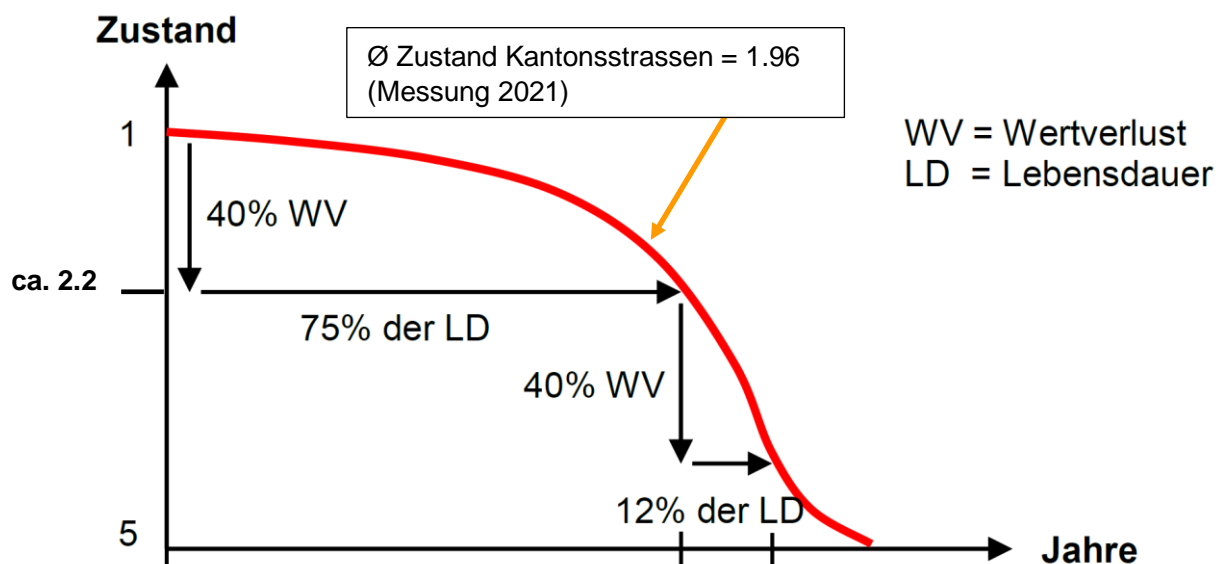 Zustand
Ø Zustand Kantonsstrassen = 1.96
(Messung 2021)
1
WV = Wertverlust
LD = Lebensdauer
40% WV
ca. 2.2
75% der LD
40% WV
12% der LD
5
Jahre